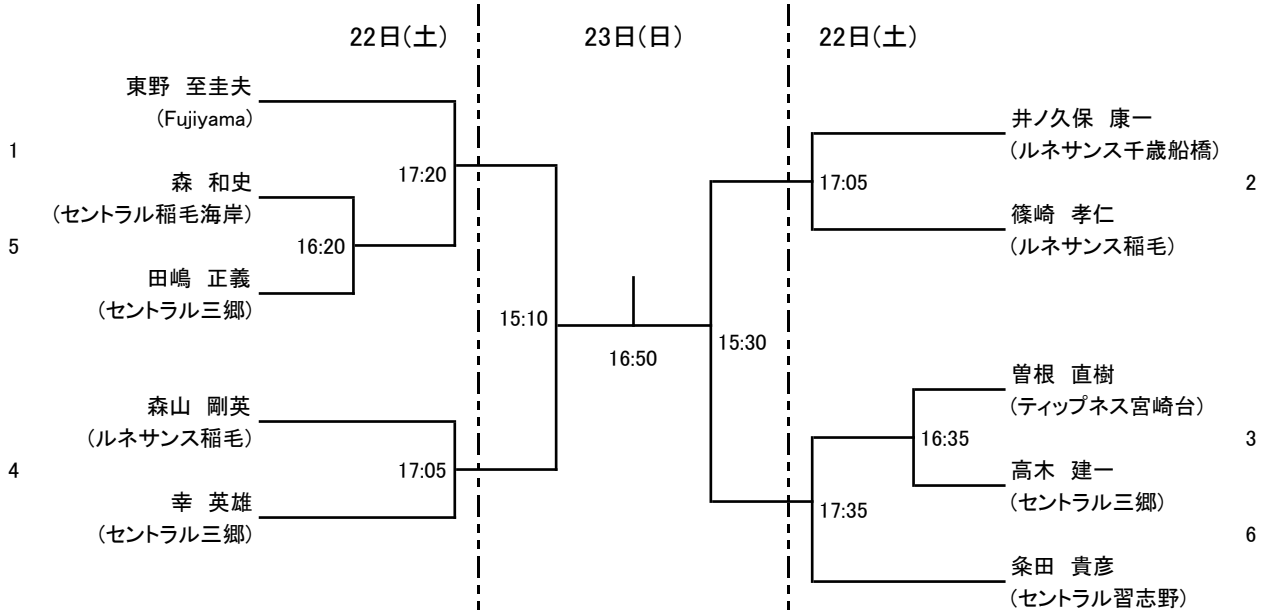 22日(土)
23日(日)
22日(土)
東野 至圭夫
(Fujiyama)
1
17:20
森 和史
(セントラル稲毛海岸)
5
16:20
田嶋 正義
(セントラル三郷)
15:10
16:50
森山 剛英
(ルネサンス稲毛)
4
17:05
幸 英雄
(セントラル三郷)
井ノ久保 康一
(ルネサンス千歳船橋)
17:05
2
篠崎 孝仁
(ルネサンス稲毛)
15:30
曽根 直樹
(ティップネス宮崎台)
16:35
3
高木 建一
(セントラル三郷)
17:35
6
粂田 貴彦
(セントラル習志野)